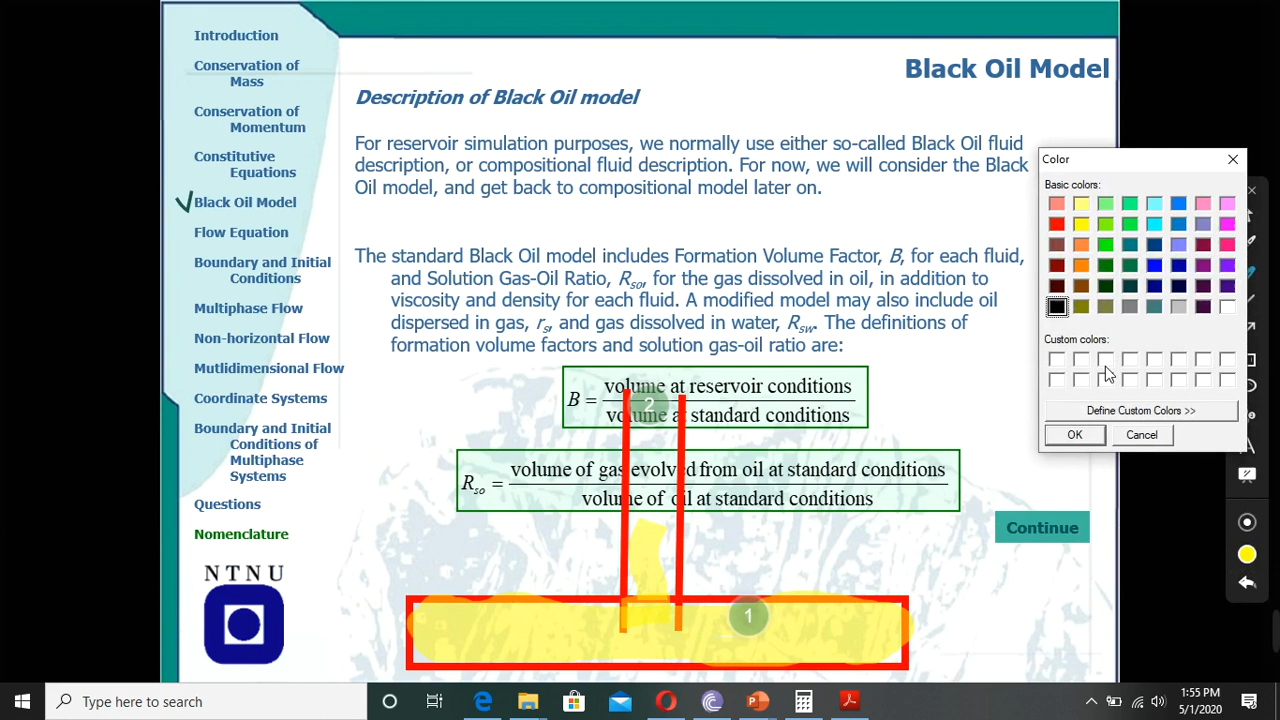 Introduction
Conservation of
Mass
Conservation of
Momentum
Constitutive
Equations
Black Oil Model
Flow Equation
Boundary and Initial
Conditions
Multiphase Flow
Non-horizontal Flow
Mutlidimensional Flow
Coordinate Systems
Boundary and Initial
Conditions of
Multiphase
Systems
Questions
Nomenclature
NTNU
Black Oil Model
Description of Black Oil model
For reservoir simulation purposes, we normally use either so-called Black Oil fluid
description, or compositional fluid description. For now, we will consider the Black
Oil model, and get back to compositional model later on.
The standard Black Oil model includes Formation Volume Factor, B, for each fluid,
and Solution Gas-Oil Ratio, Rso, for the gas dissolved in oil, in addition to
viscosity and density for each fluid. A modified model may also include oil
dispersed in gas, rs, and gas dissolved in water, Rsw. The definitions of
formation volume factors and solution gas-oil ratio are:
B = volume at reservoir conditions
volume at standard conditions
2
Rso = volume of gas evolved from oil at standard conditions
volume of oil at standard conditions
Continue
1
Color
Basic colors:
Custom colors:
Define Custom Colors >>
OK
Cancel
Type here to search
1:55 PM
5/1/2020